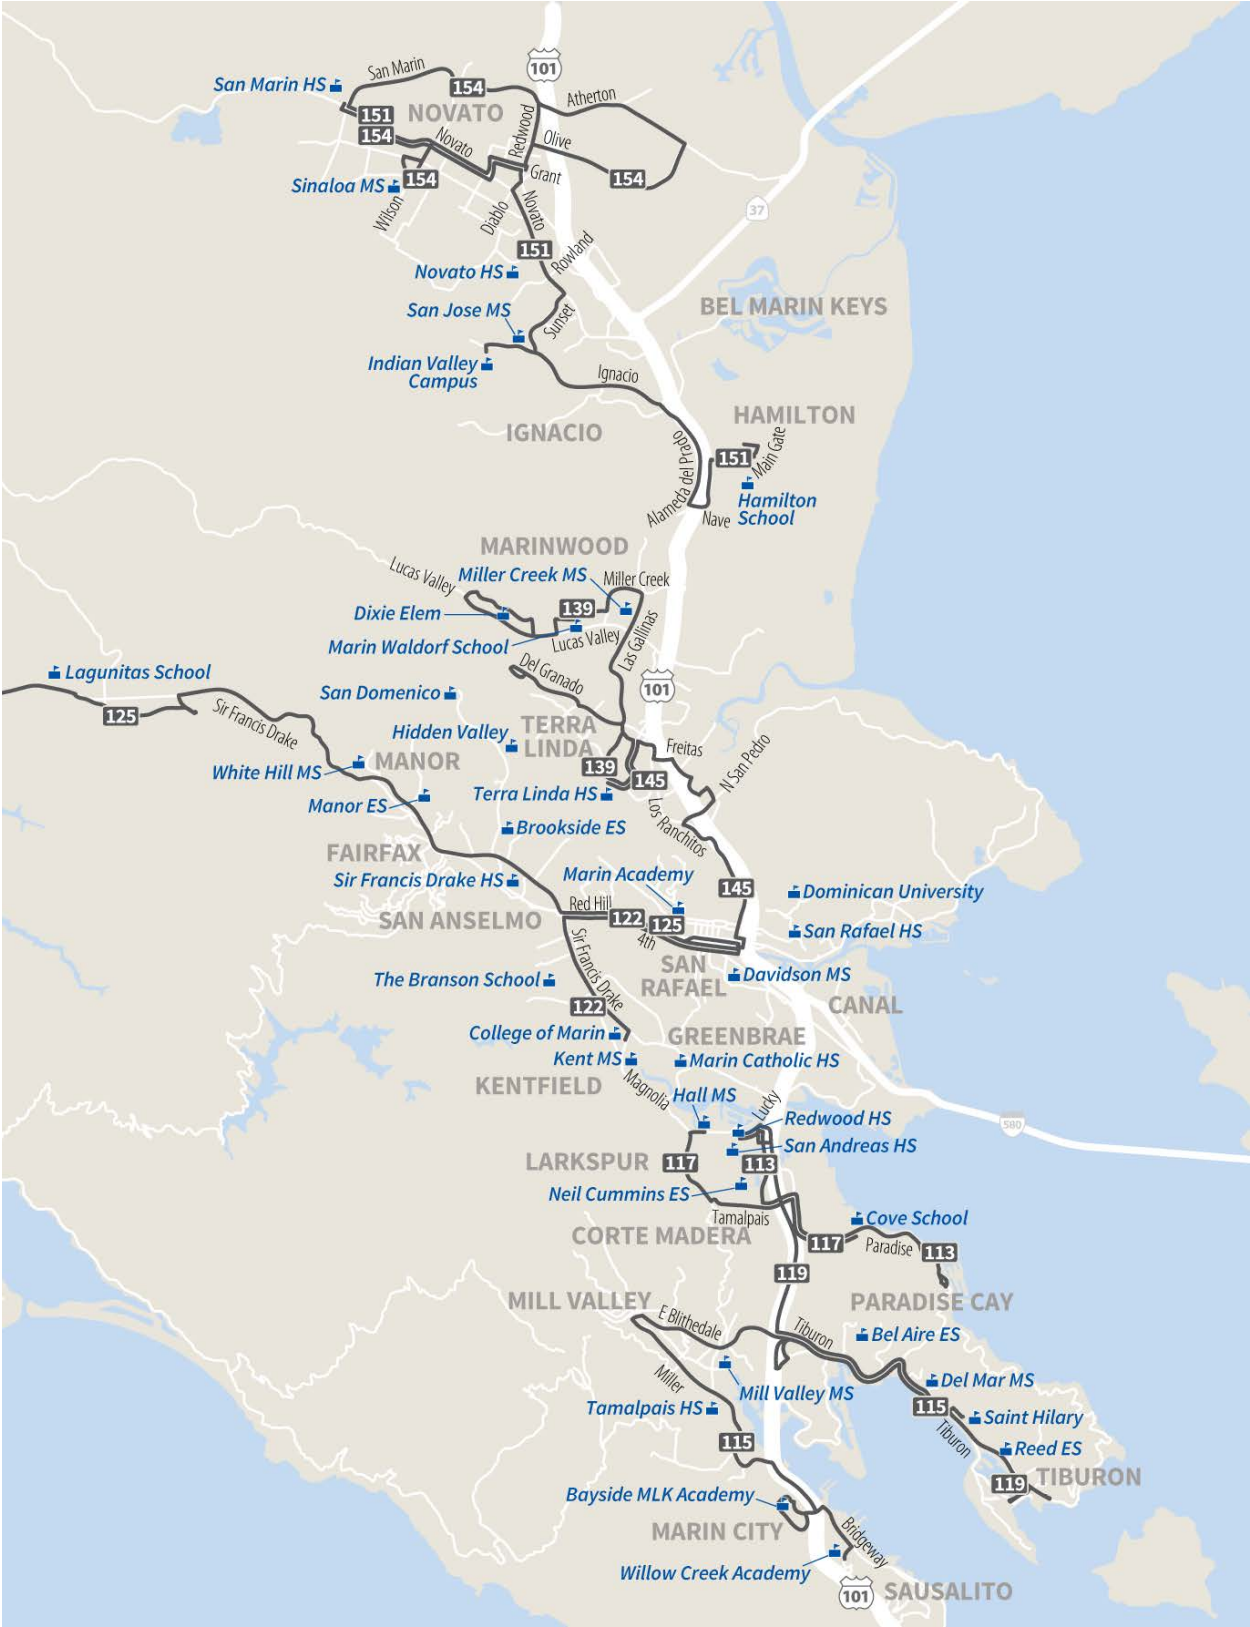 101
San Marin
San Marin HS
154
Atherton
151
NOVATO
154
Novato
Redwood
Olive
Grant
154
154
Sinaloa MS
Wilson
Diablo
Novato
37
151
Rowland
Novato HS
San Jose MS
Sunset
BEL MARIN KEYS
Indian Valley
Campus
Ignacio
HAMILTON
IGNACIO
Alameda del Prado
151
Main Gate
Hamilton
School
Nave
MARINWOOD
Lucas Valley
Miller Creek MS
Miller Creek
Dixie Elem
139
Marin Waldorf School
Lucas Valley
Las Gallinas
Lagunitas School
Del Granado
101
San Domenico
125
Sir Francis Drake
TERRA
LINDA
Hidden Valley
Freitas
N San Pedro
White Hill MS
MANOR
139
145
Manor ES
Terra Linda HS
Los Ranchitos
Brookside ES
FAIRFAX
Sir Francis Drake HS
Marin Academy
145
Dominican University
Red Hill
SAN ANSELMO
122
125
4th
San Rafael HS
Sir Francis Drake
SAN
RAFAEL
Davidson MS
The Branson School
122
CANAL
College of Marin
GREENBRAE
Kent MS
Marin Catholic HS
KENTFIELD
Magnolia
Hall MS
Lucky
Redwood HS
580
San Andreas HS
LARKSPUR
117
113
Neil Cummins ES
Tamalpais
Cove School
CORTE MADERA
117
Paradise
113
119
MILL VALLEY
E Blithedale
Tiburon
PARADISE CAY
Bel Aire ES
Miller
Mill Valley MS
Del Mar MS
Tamalpais HS
115
Saint Hilary
115
Tiburon
Reed ES
119
TIBURON
Bayside MLK Academy
MARIN CITY
Bridgeway
Willow Creek Academy
101
SAUSALITO